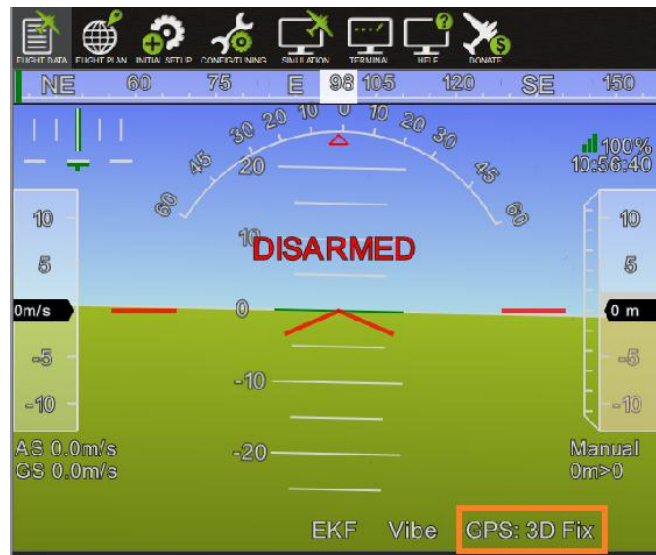 FLIGHT DATA FLIGHT PLAN INITIAL SETUP CONFIG/TUNING SIMULATION TERMINAL HELP DONATE
NE 60 75 E 98 105 120 SE 150
60 45 30 20 10 0 10 20 30 45 60
100%
10:56:40
20
10
DISARMED
10 10
5 5
0m/s 0 0 m
-5 -5
-10 -10 -10
AS 0.0m/s -20 Manual
GS 0.0m/s 0m>0
EKF Vibe GPS: 3D Fix